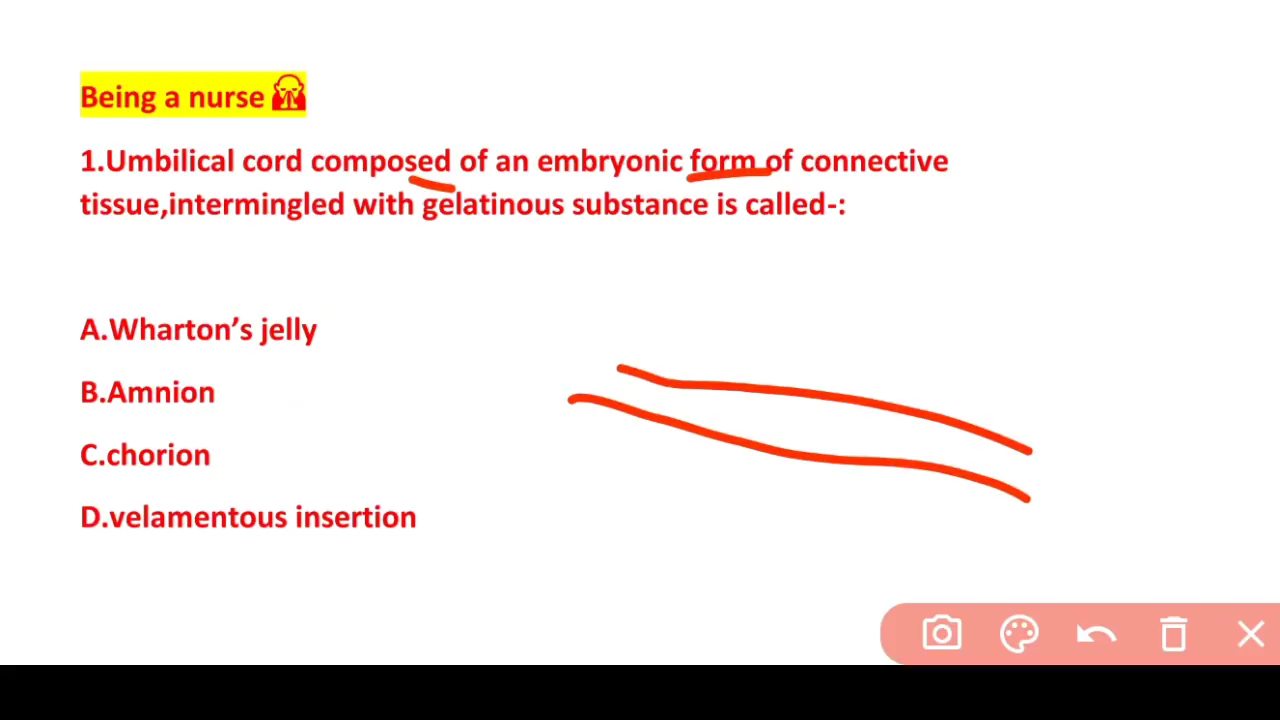 Being a nurse
1.Umbilical cord composed of an embryonic form of connective
tissue,intermingled with gelatinous substance is called-:
A.Wharton’s jelly
B.Amnion
C.chorion
D.velamentous insertion